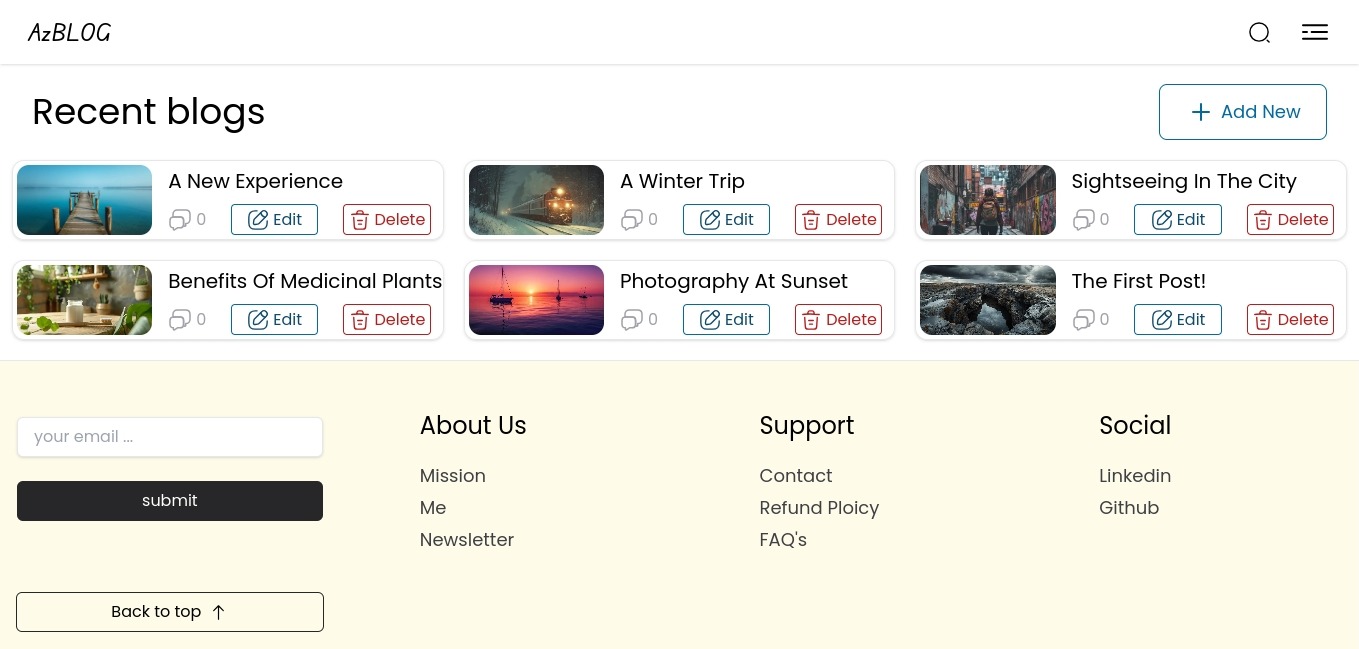 AzBLOG
Recent blogs
Add New
A New Experience
0 Edit Delete
A Winter Trip
0 Edit Delete
Sightseeing In The City
0 Edit Delete
Benefits Of Medicinal Plants
0 Edit Delete
Photography At Sunset
0 Edit Delete
The First Post!
0 Edit Delete
your email ...
submit
Back to top
About Us
Mission
Me
Newsletter
Support
Contact
Refund Ploicy
FAQ's
Social
Linkedin
Github